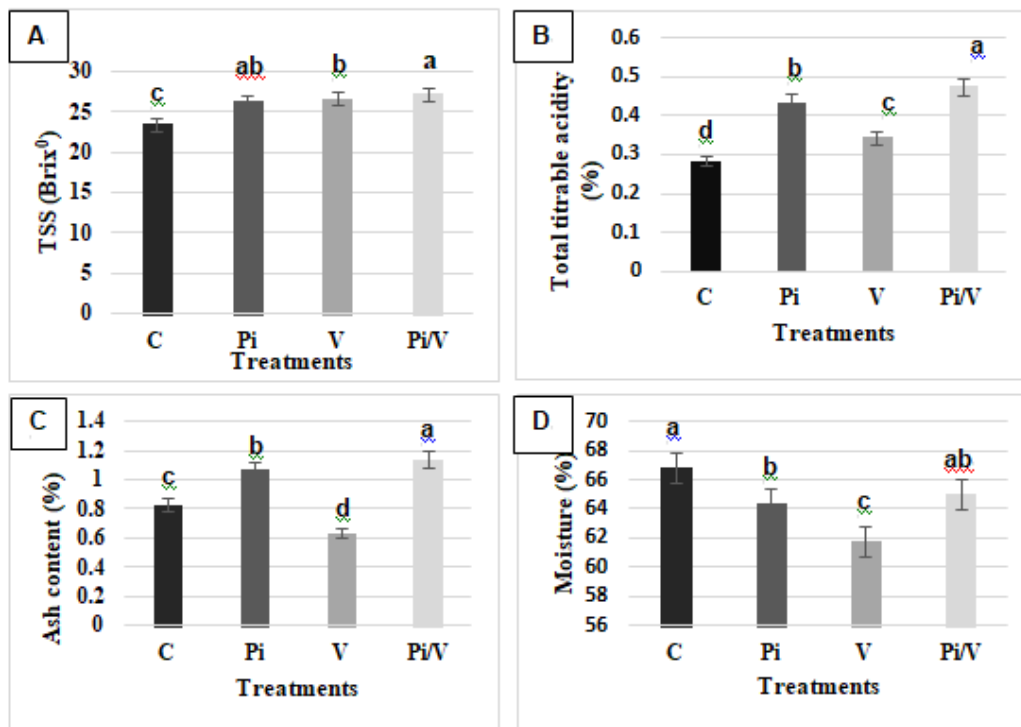 A
TSS (Brix⁰)
30
25
20
15
10
5
0
c
ab
b
a
C Pi V Pi/V
Treatments
B
Total titrable acidity
(%)
0.6
0.5
0.4
0.3
0.2
0.1
0
d
b
c
a
C Pi V Pi/V
Treatments
C
Ash content (%)
1.4
1.2
1
0.8
0.6
0.4
0.2
0
c
b
d
a
C Pi V Pi/V
Treatments
D
Moisture (%)
70
68
66
64
62
60
58
56
a
b
c
ab
C Pi V Pi/V
Treatments